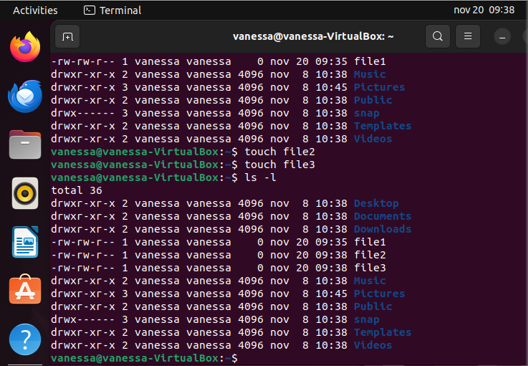 Activities
Terminal
nov 20 09:38
vanessa@vanessa-VirtualBox: ~
-rw-rw-r-- 1 vanessa vanessa    0 nov 20 09:35 file1
drwxr-xr-x 2 vanessa vanessa 4096 nov  8 10:38 Music
drwxr-xr-x 3 vanessa vanessa 4096 nov  8 10:45 Pictures
drwxr-xr-x 2 vanessa vanessa 4096 nov  8 10:38 Public
drwx------ 3 vanessa vanessa 4096 nov  8 10:38 snap
drwxr-xr-x 2 vanessa vanessa 4096 nov  8 10:38 Templates
drwxr-xr-x 2 vanessa vanessa 4096 nov  8 10:38 Videos
vanessa@vanessa-VirtualBox:~$ touch file2
vanessa@vanessa-VirtualBox:~$ touch file3
vanessa@vanessa-VirtualBox:~$ ls -l
total 36
drwxr-xr-x 2 vanessa vanessa 4096 nov  8 10:38 Desktop
drwxr-xr-x 2 vanessa vanessa 4096 nov  8 10:38 Documents
drwxr-xr-x 2 vanessa vanessa 4096 nov  8 10:38 Downloads
-rw-rw-r-- 1 vanessa vanessa    0 nov 20 09:35 file1
-rw-rw-r-- 1 vanessa vanessa    0 nov 20 09:38 file2
-rw-rw-r-- 1 vanessa vanessa    0 nov 20 09:38 file3
drwxr-xr-x 2 vanessa vanessa 4096 nov  8 10:38 Music
drwxr-xr-x 3 vanessa vanessa 4096 nov  8 10:45 Pictures
drwxr-xr-x 2 vanessa vanessa 4096 nov  8 10:38 Public
drwx------ 3 vanessa vanessa 4096 nov  8 10:38 snap
drwxr-xr-x 2 vanessa vanessa 4096 nov  8 10:38 Templates
drwxr-xr-x 2 vanessa vanessa 4096 nov  8 10:38 Videos
vanessa@vanessa-VirtualBox:~$